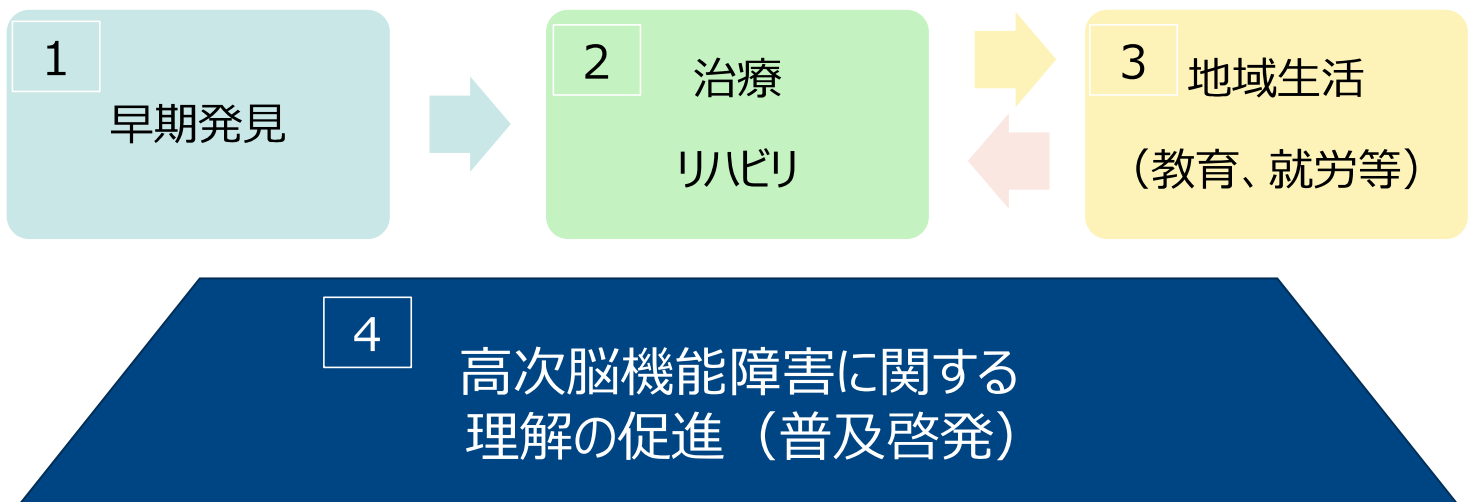 1
早期発見
2
治療
リハビリ
3
地域生活
（教育、就労等）
4
高次脳機能障害に関する
理解の促進（普及啓発）